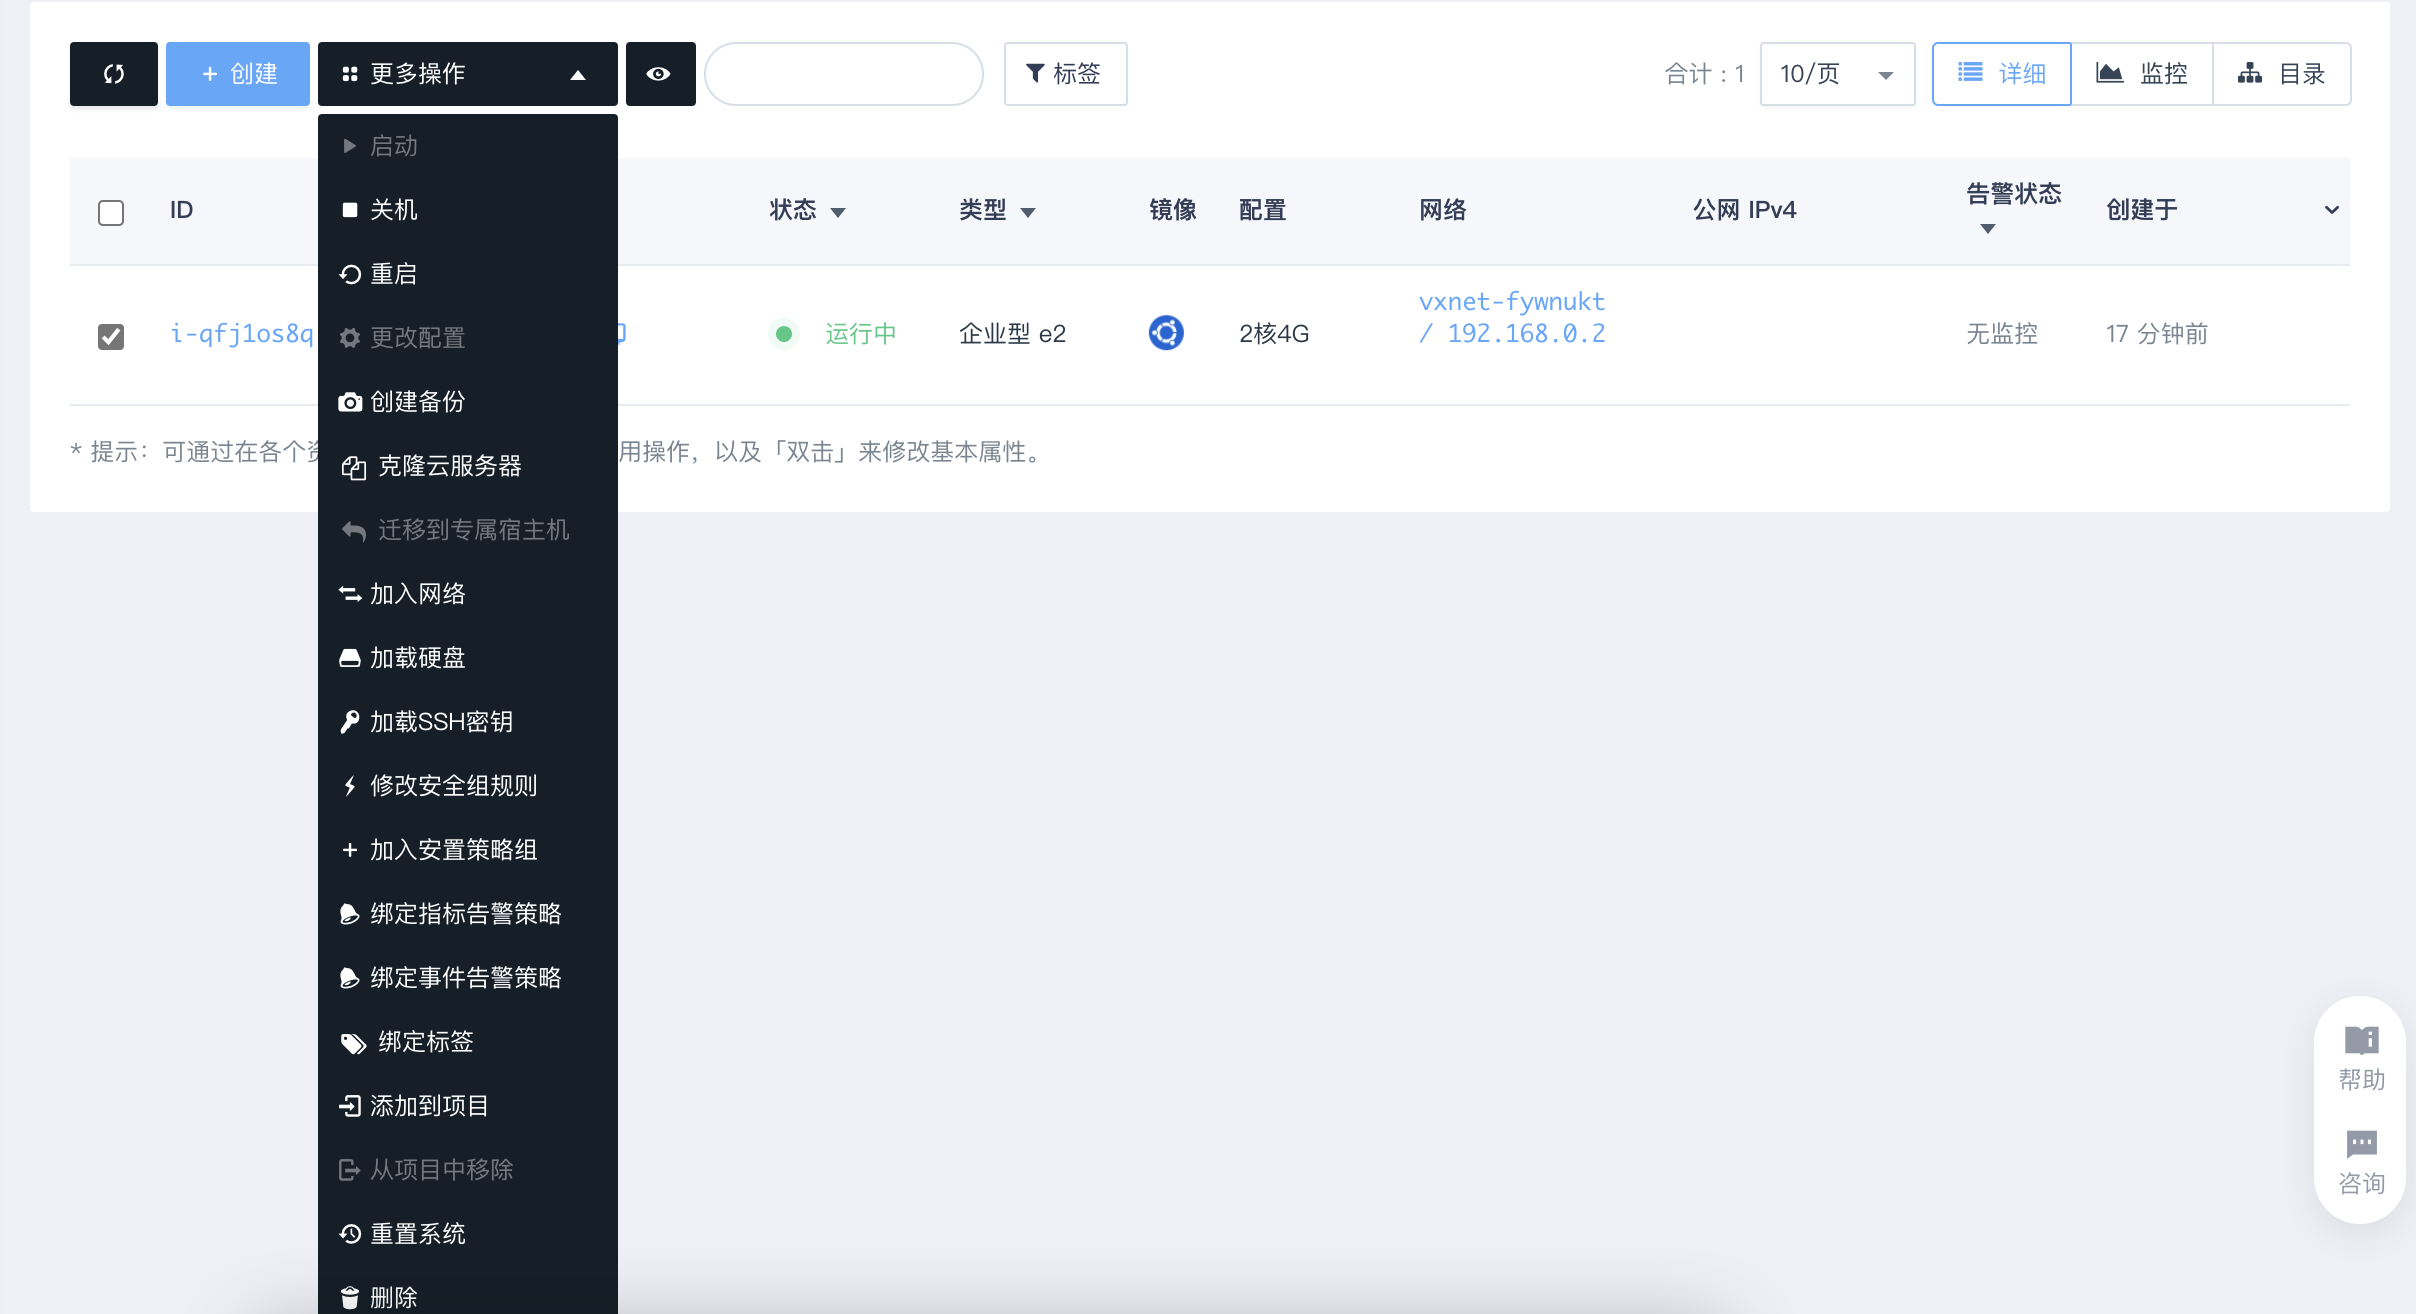 + 创建
更多操作
标签
合计 : 1
10/页
详细
监控
目录
ID
状态
类型
镜像
配置
网络
公网 IPv4
告警状态
创建于
i-qfj1os8q
运行中
企业型 e2
2核4G
vxnet-fywnukt
/ 192.168.0.2
无监控
17 分钟前
* 提示：可通过在各个
用操作，以及「双击」来修改基本属性。
启动
关机
重启
更改配置
创建备份
克隆云服务器
迁移到专属宿主机
加入网络
加载硬盘
加载SSH密钥
修改安全组规则
+ 加入安置策略组
绑定指标告警策略
绑定事件告警策略
绑定标签
添加到项目
从项目中移除
重置系统
删除
帮助
咨询